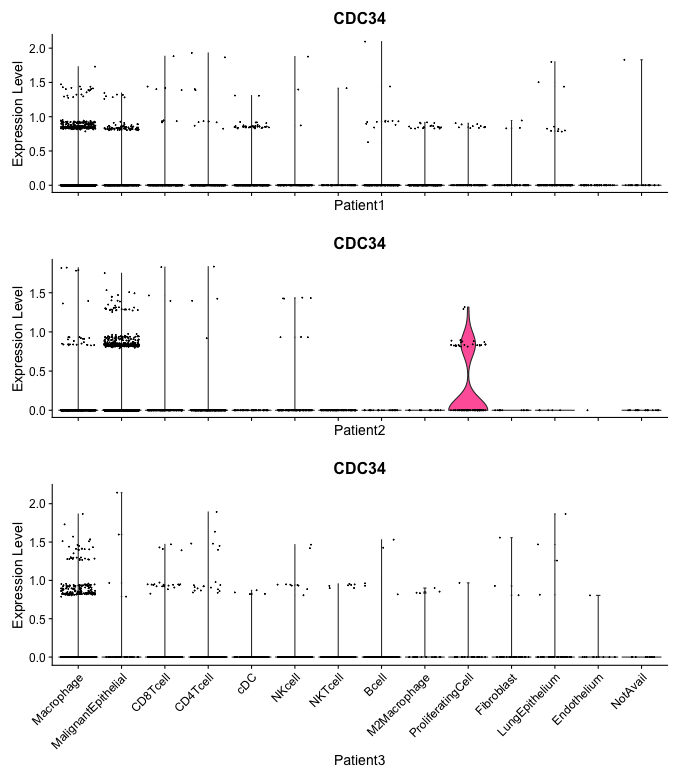 CDC34
Expression Level
2.0
1.5
1.0
0.5
0.0
Patient1
CDC34
Expression Level
1.5
1.0
0.5
0.0
Patient2
CDC34
Expression Level
2.0
1.5
1.0
0.5
0.0
Macrophage
MalignantEpithelial
CD8Tcell
CD4Tcell
cDC
NKcell
NKTcell
Bcell
M2Macrophage
ProliferatingCell
Fibroblast
LungEpithelium
Endothelium
NotAvail
Patient3